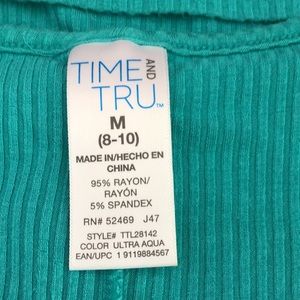 TIME AND
TRU™
M
(8-10)
MADE IN/HECHO EN
CHINA
95% RAYON/
RAYÓN
5% SPANDEX
RN# 52469 J47
STYLE# TTL28142
COLOR ULTRA AQUA
EAN/UPC 1 9119884567